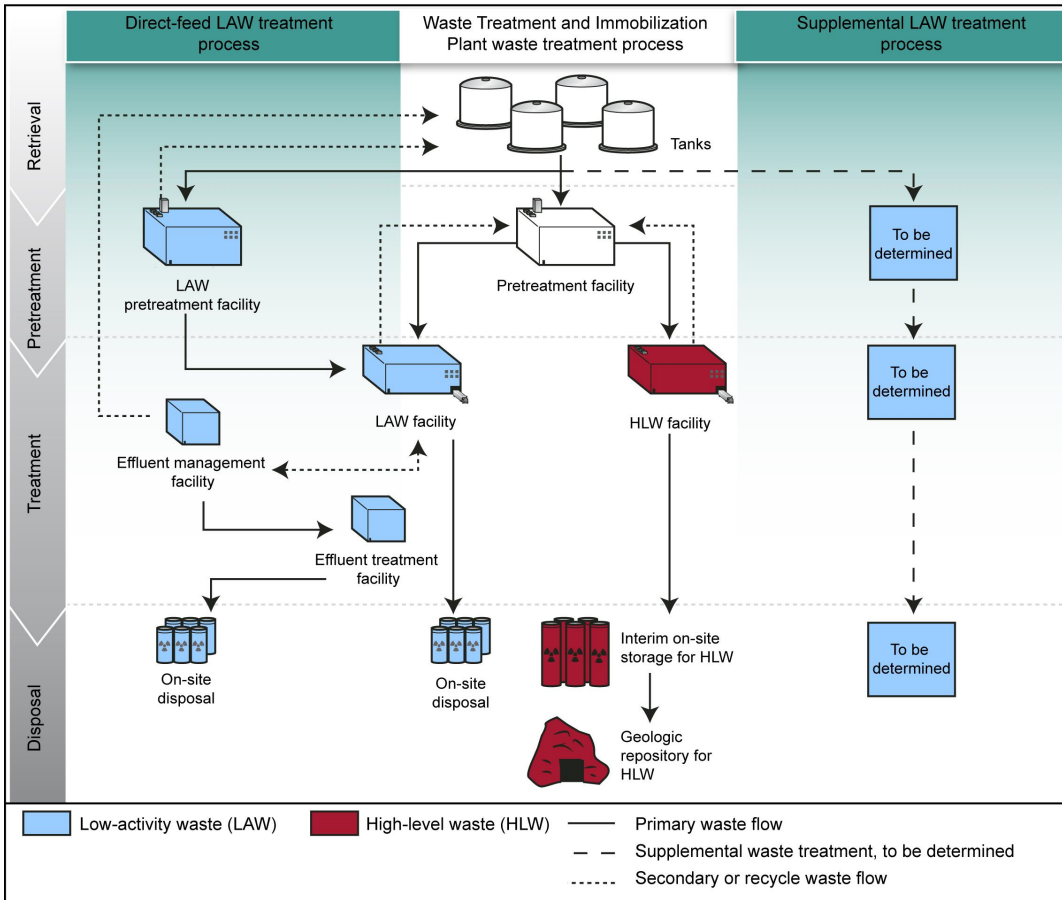 Direct-feed LAW treatment
process
Waste Treatment and Immobilization
Plant waste treatment process
Supplemental LAW treatment
process
Retrieval
Tanks
Pretreatment
LAW
pretreatment facility
Pretreatment facility
To be
determined
Treatment
LAW facility
HLW facility
To be
determined
Effluent management
facility
Effluent treatment
facility
Disposal
On-site
disposal
On-site
disposal
Interim on-site
storage for HLW
Geologic
repository for
HLW
To be
determined
Low-activity waste (LAW)
High-level waste (HLW)
Primary waste flow
Supplemental waste treatment, to be determined
Secondary or recycle waste flow